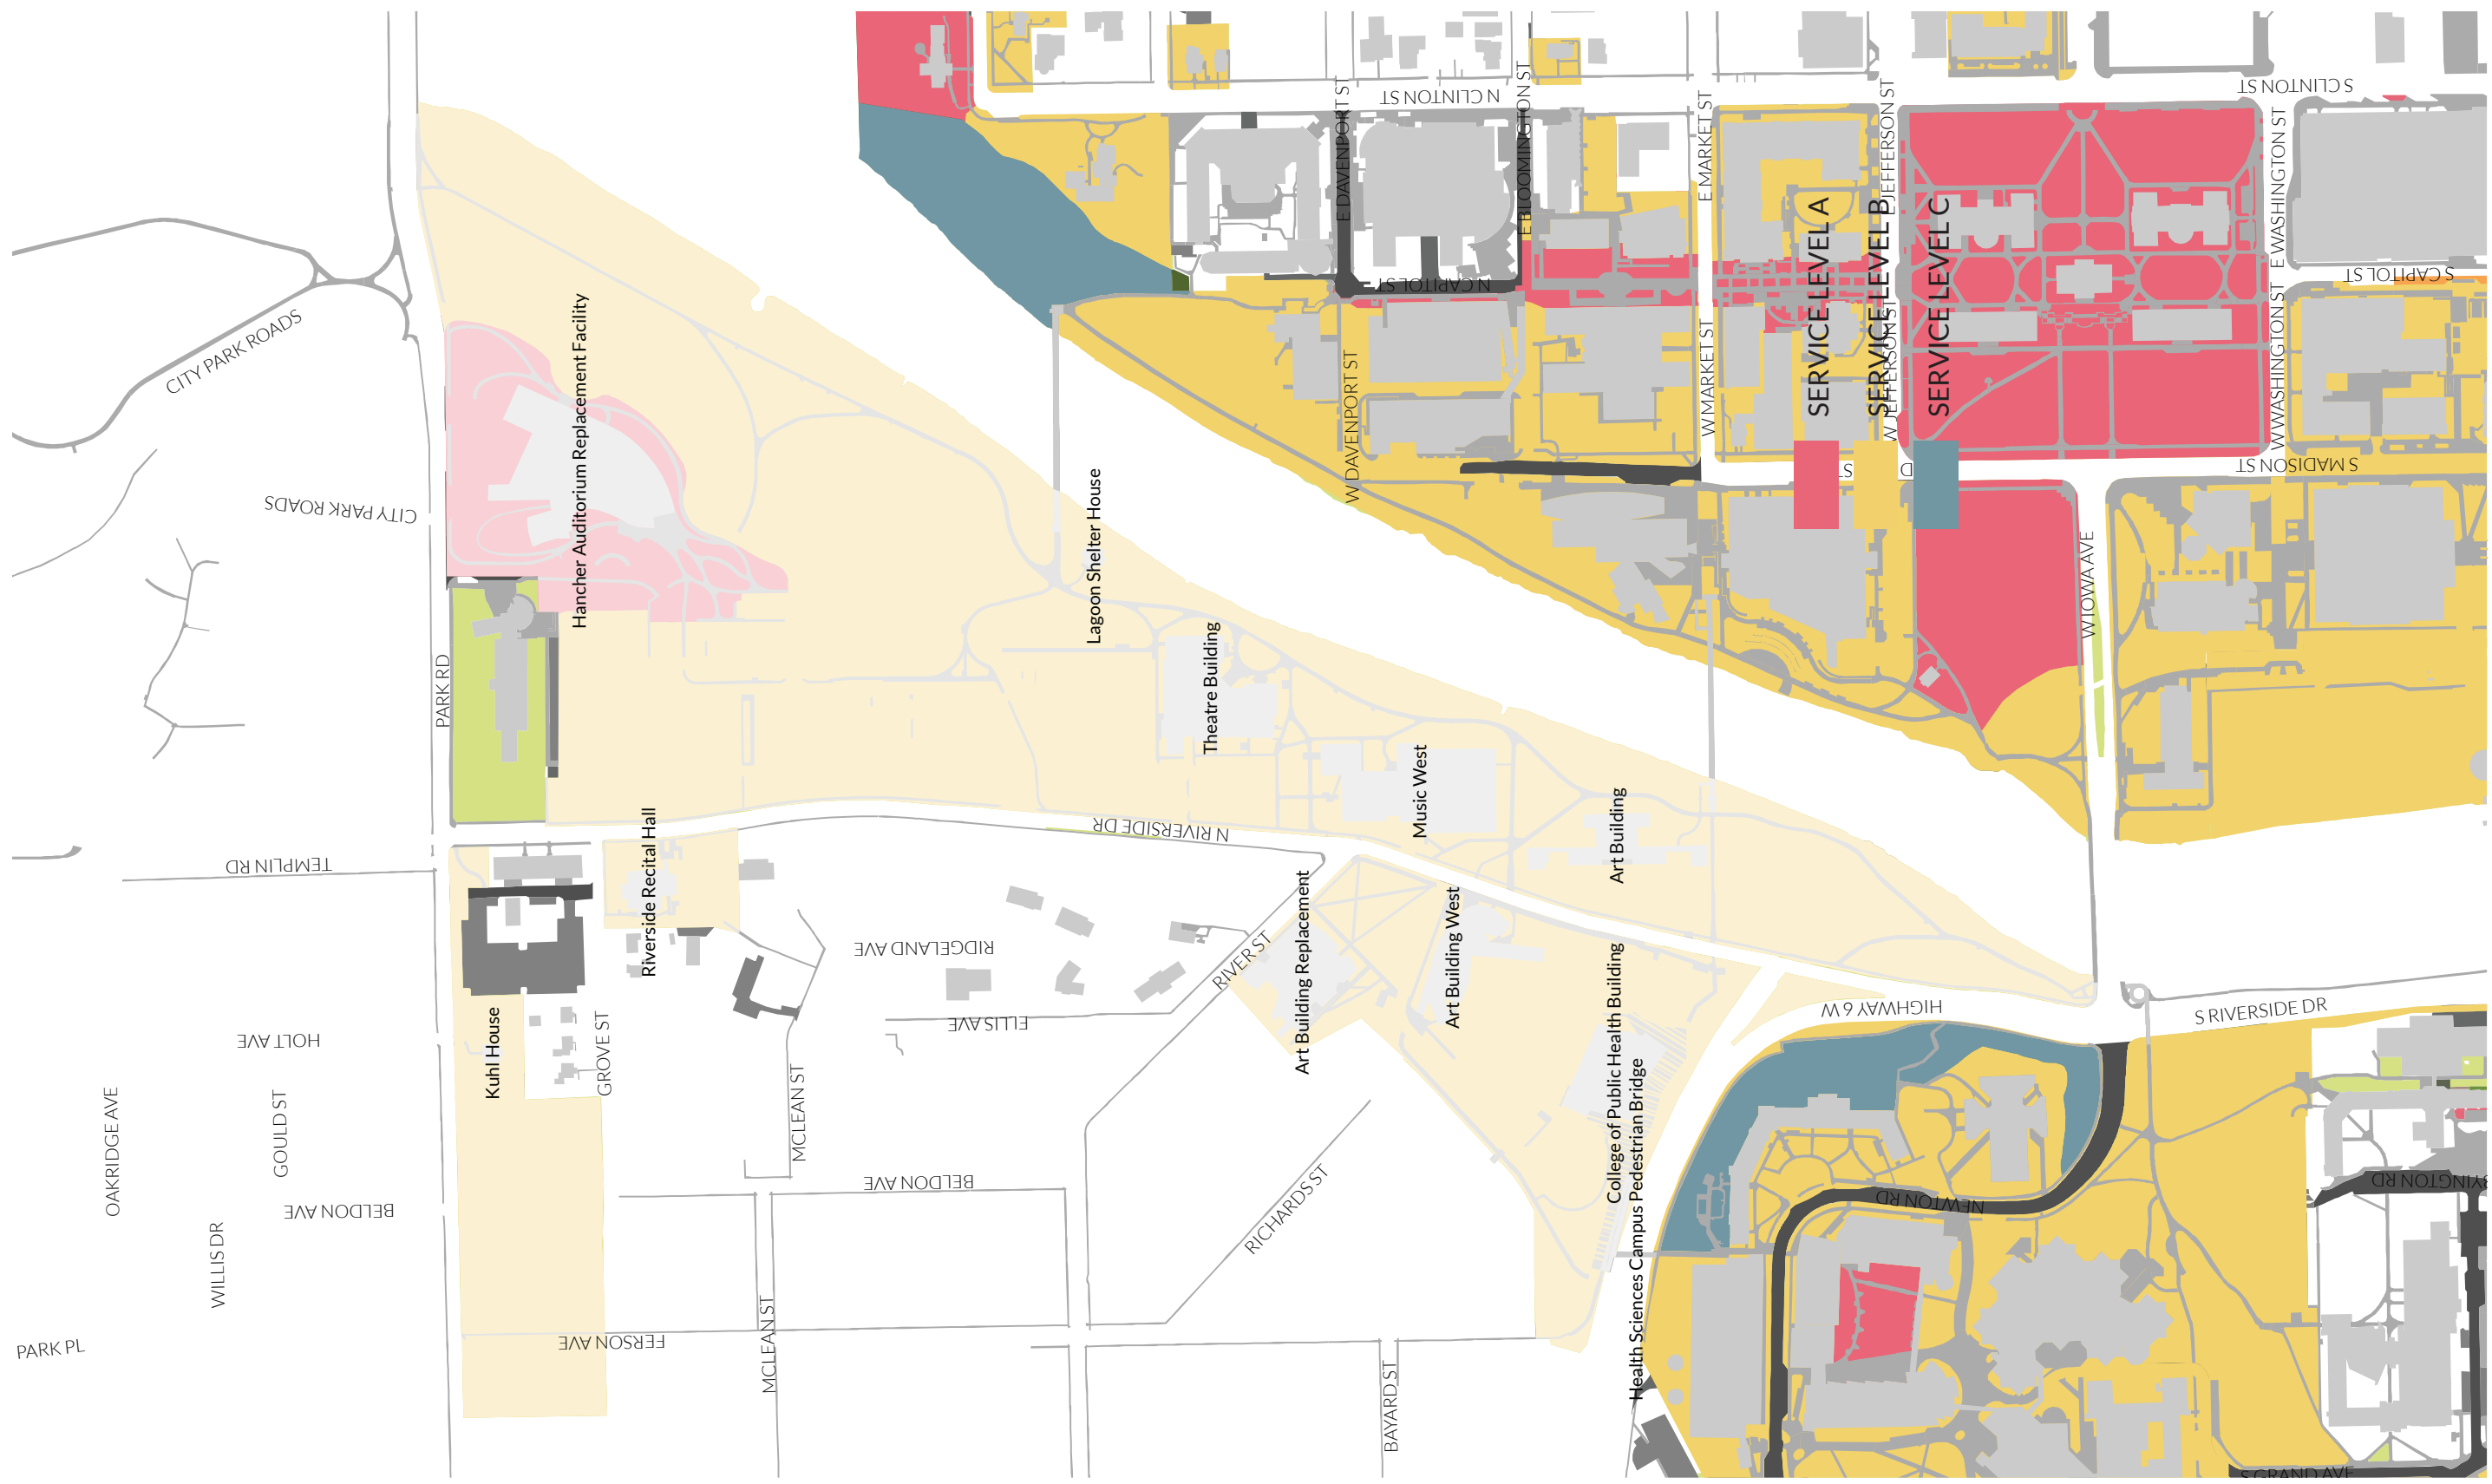 S CLINTON ST
N CLINTON ST
E DAVENPORT ST
E BLOOMINGTON ST
E MARKET ST
E JEFFERSON ST
E WASHINGTON ST
SERVICE LEVEL A
SERVICE LEVEL B
SERVICE LEVEL C
S CAPITOL ST
N CAPITOL ST
CITY PARK ROADS
Hancher Auditorium Replacement Facility
W DAVENPORT ST
W MARKET ST
W JEFFERSON ST
W WASHINGTON ST
S MADISON ST
CITY PARK ROADS
Lagoon Shelter House
W IOWA AVE
PARK RD
Theatre Building
Music West
N RIVERSIDE DR
Art Building
TEMPLIN RD
Riverside Recital Hall
Art Building Replacement
Art Building West
RIDGELAND AVE
RIVER ST
College of Public Health Building
HIGHWAY 6 W
S RIVERSIDE DR
ELLIS AVE
HOLT AVE
Kuhl House
GROVE ST
OAKRIDGE AVE
GOULD ST
MCLEAN ST
Health Sciences Campus Pedestrian Bridge
BELDON AVE
BELDON AVE
NEWTON RD
BYINGTON RD
RICHARDS ST
WILLIS DR
PARK PL
FERSON AVE
MCLEAN ST
BAYARD ST
S GRAND AVE